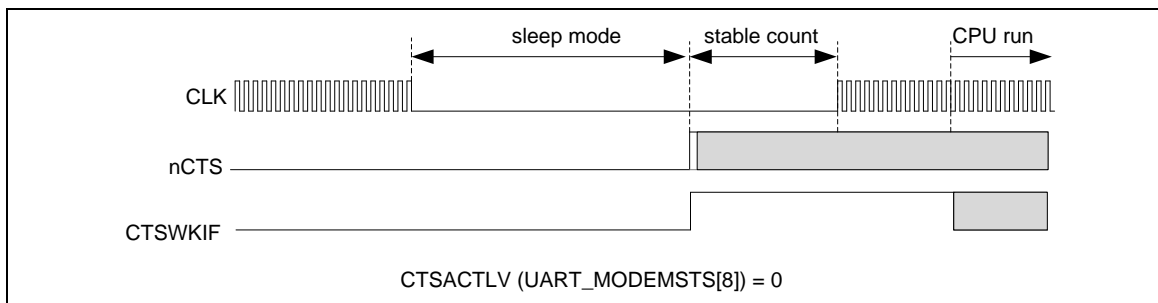 sleep mode stable count CPU run
CLK
nCTS
CTSWKIF
CTSACTLV (UART_MODEMSTS[8]) = 0